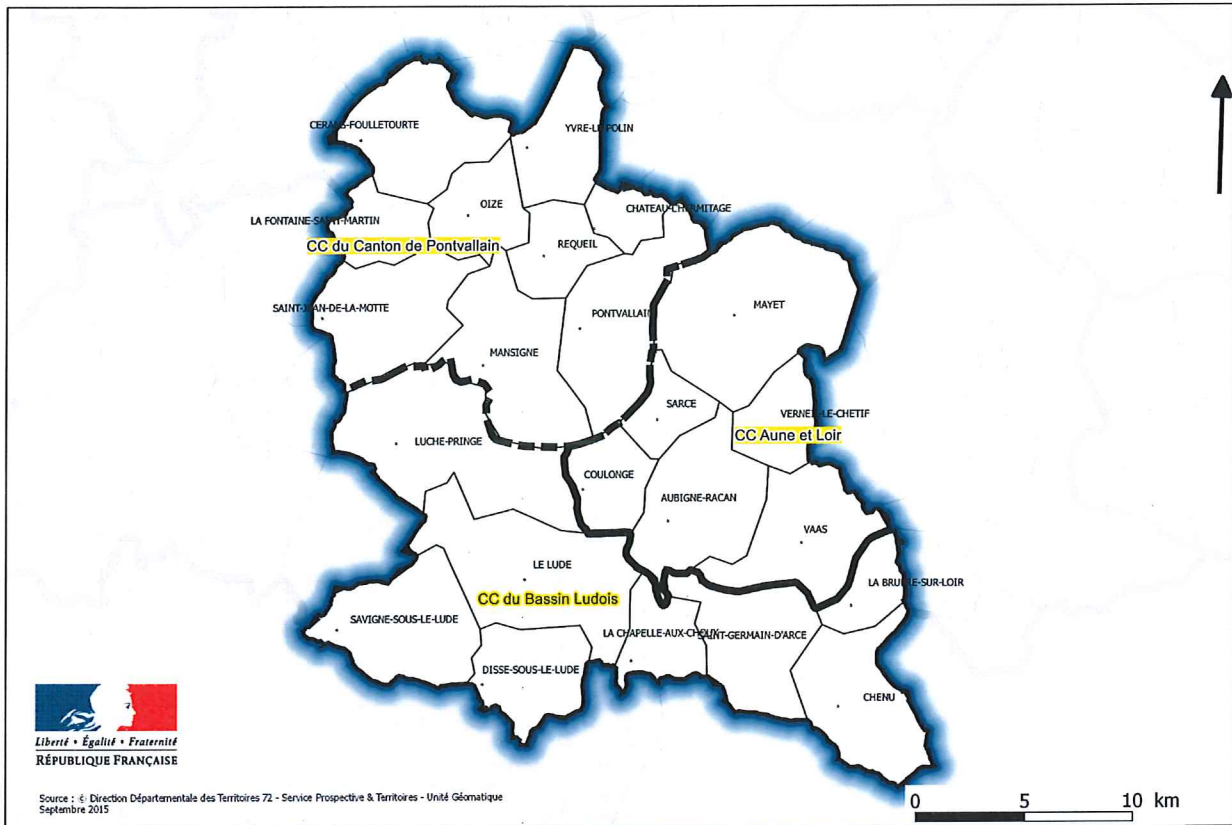 YVRE-LE-POLIN
CERANS-FOULLETOURTE
OIZE
CHATEAU-L'HERMITAGE
LA FONTAINE-SAINT-MARTIN
CC du Canton de Pontvallain
REQUEIL
MAYET
SAINT-JEAN-DE-LA-MOTTE
PONTVALLAIN
MANSIGNE
SARCE
VERNEIL-LE-CHETIF
CC Aune et Loir
LUCHE-PRINGE
COULONGE
AUBIGNE-RACAN
VAAS
LE LUDE
LA BRUERE-SUR-LOIR
CC du Bassin Ludois
SAVIGNE-SOUS-LE-LUDE
LA CHAPELLE-AUX-CHOUX
SAINT-GERMAIN-D'ARCE
DISSE-SOUS-LE-LUDE
CHENU
Liberté • Égalité • Fraternité
RÉPUBLIQUE FRANÇAISE
Source : © Direction Départementale des Territoires 72 - Service Prospective & Territoires - Unité Géomatique
Septembre 2015
0 5 10 km